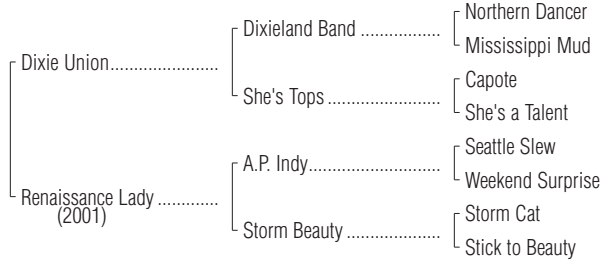 Northern Dancer
Dixieland Band ..................
Mississippi Mud
Dixie Union........................
Capote
She's Tops .........................
She's a Talent
Seattle Slew
A.P. Indy.............................
Weekend Surprise
Renaissance Lady .............
(2001)
Storm Cat
Storm Beauty .....................
Stick to Beauty